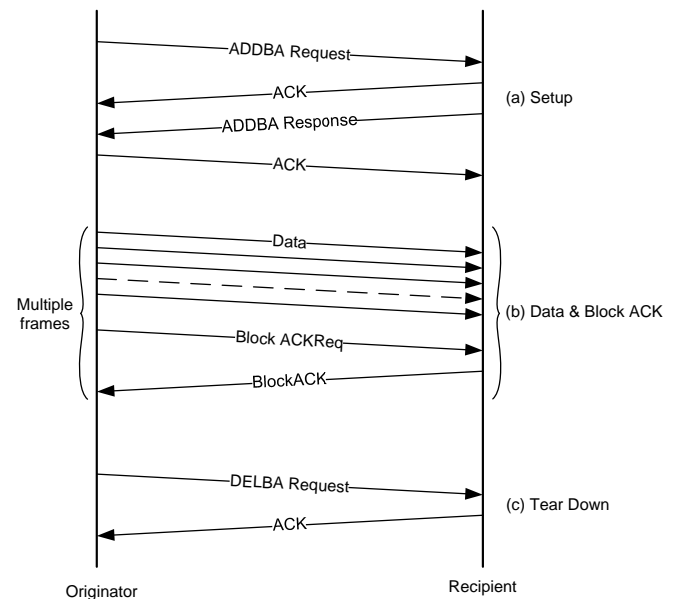 ADDBA Request
ACK
(a) Setup
ADDBA Response
ACK
Data
Multiple
frames
(b) Data & Block ACK
Block ACKReq
BlockACK
DELBA Request
(c) Tear Down
ACK
Originator
Recipient